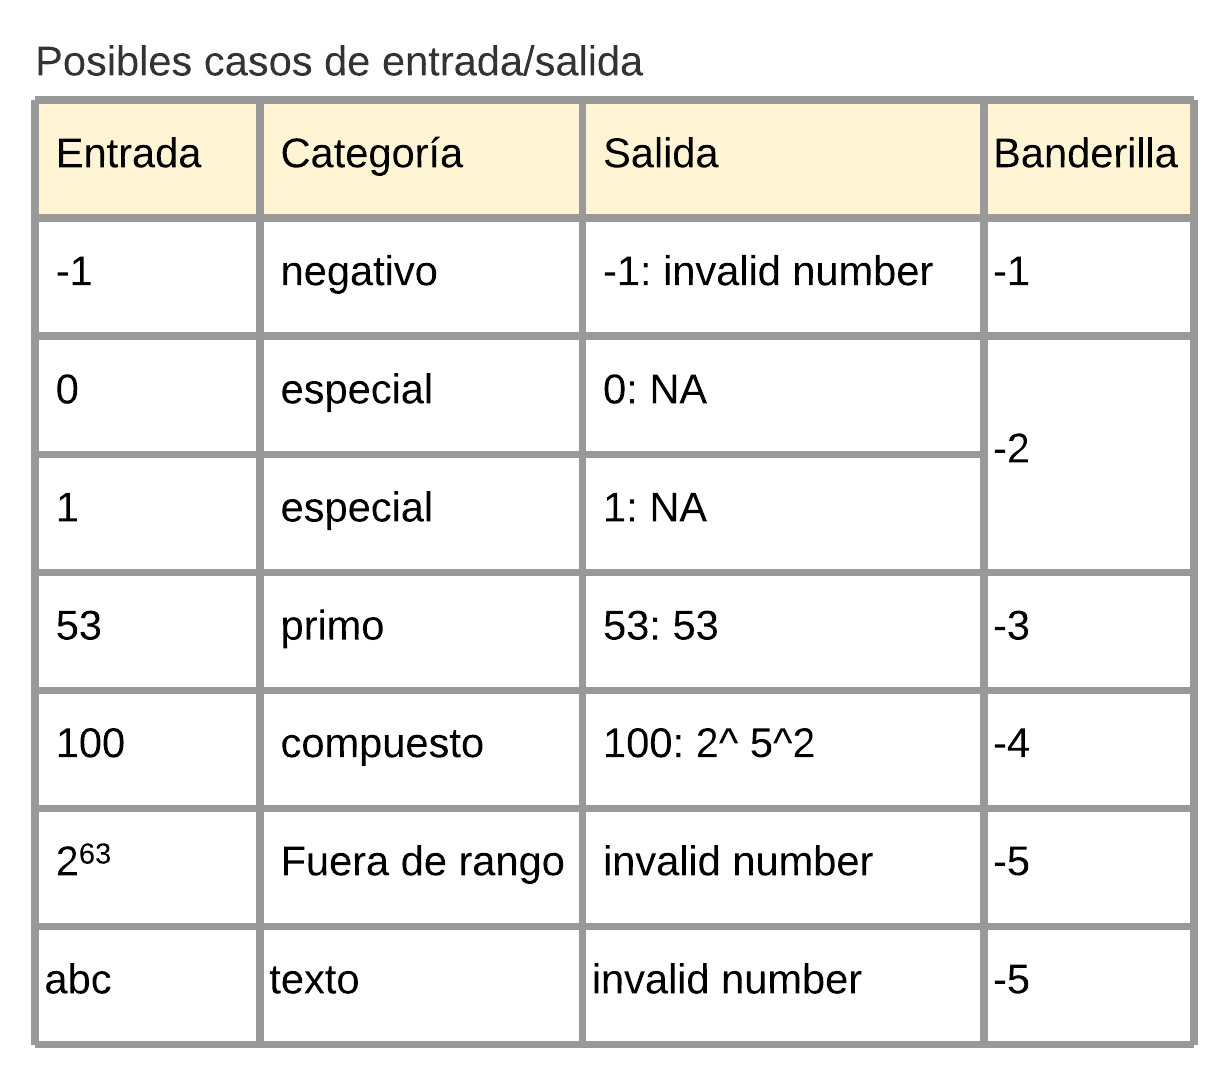 Posibles casos de entrada/salida
Entrada Categoría Salida Banderilla
-1 negativo -1: invalid number -1
0 especial 0: NA
-2
1 especial 1: NA
53 primo 53: 53 -3
100 compuesto 100: 2^ 5^2 -4
2⁶³ Fuera de rango invalid number -5
abc texto invalid number -5